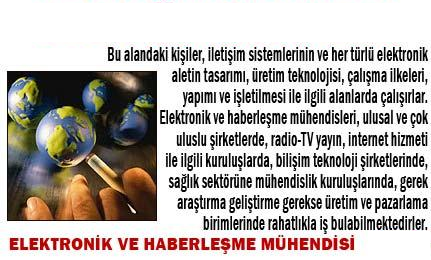 Bu alandaki kişiler, iletişim sistemlerinin ve her türlü elektronik
aletin tasarımı, üretim teknolojisi, çalışma ilkeleri,
yapımı ve işletilmesi ile ilgili alanlarda çalışırlar.
Elektronik ve haberleşme mühendisleri, ulusal ve çok
uluslu şirketlerde, radio-TV yayın, internet hizmeti
ile ilgili kuruluşlarda, bilişim teknoloji şirketlerinde,
sağlık sektörüne mühendislik kuruluşlarında, gerek
araştırma geliştirme gerekse üretim ve pazarlama
birimlerinde rahatlıkla iş bulabilmektedirler.
ELEKTRONİK VE HABERLEŞME MÜHENDİSİ